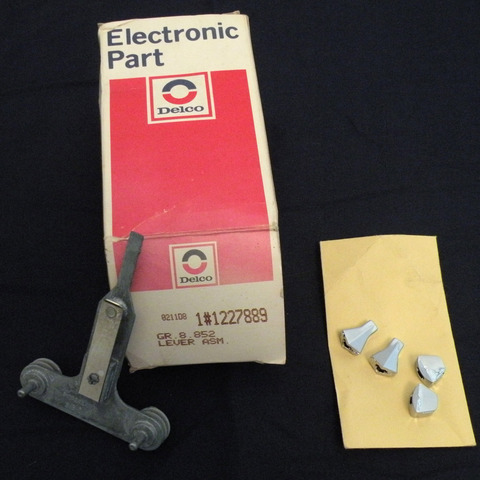 Electronic
Part
Delco
Delco
0211D8 1#1227889
GR.8.852
LEVER ASM.